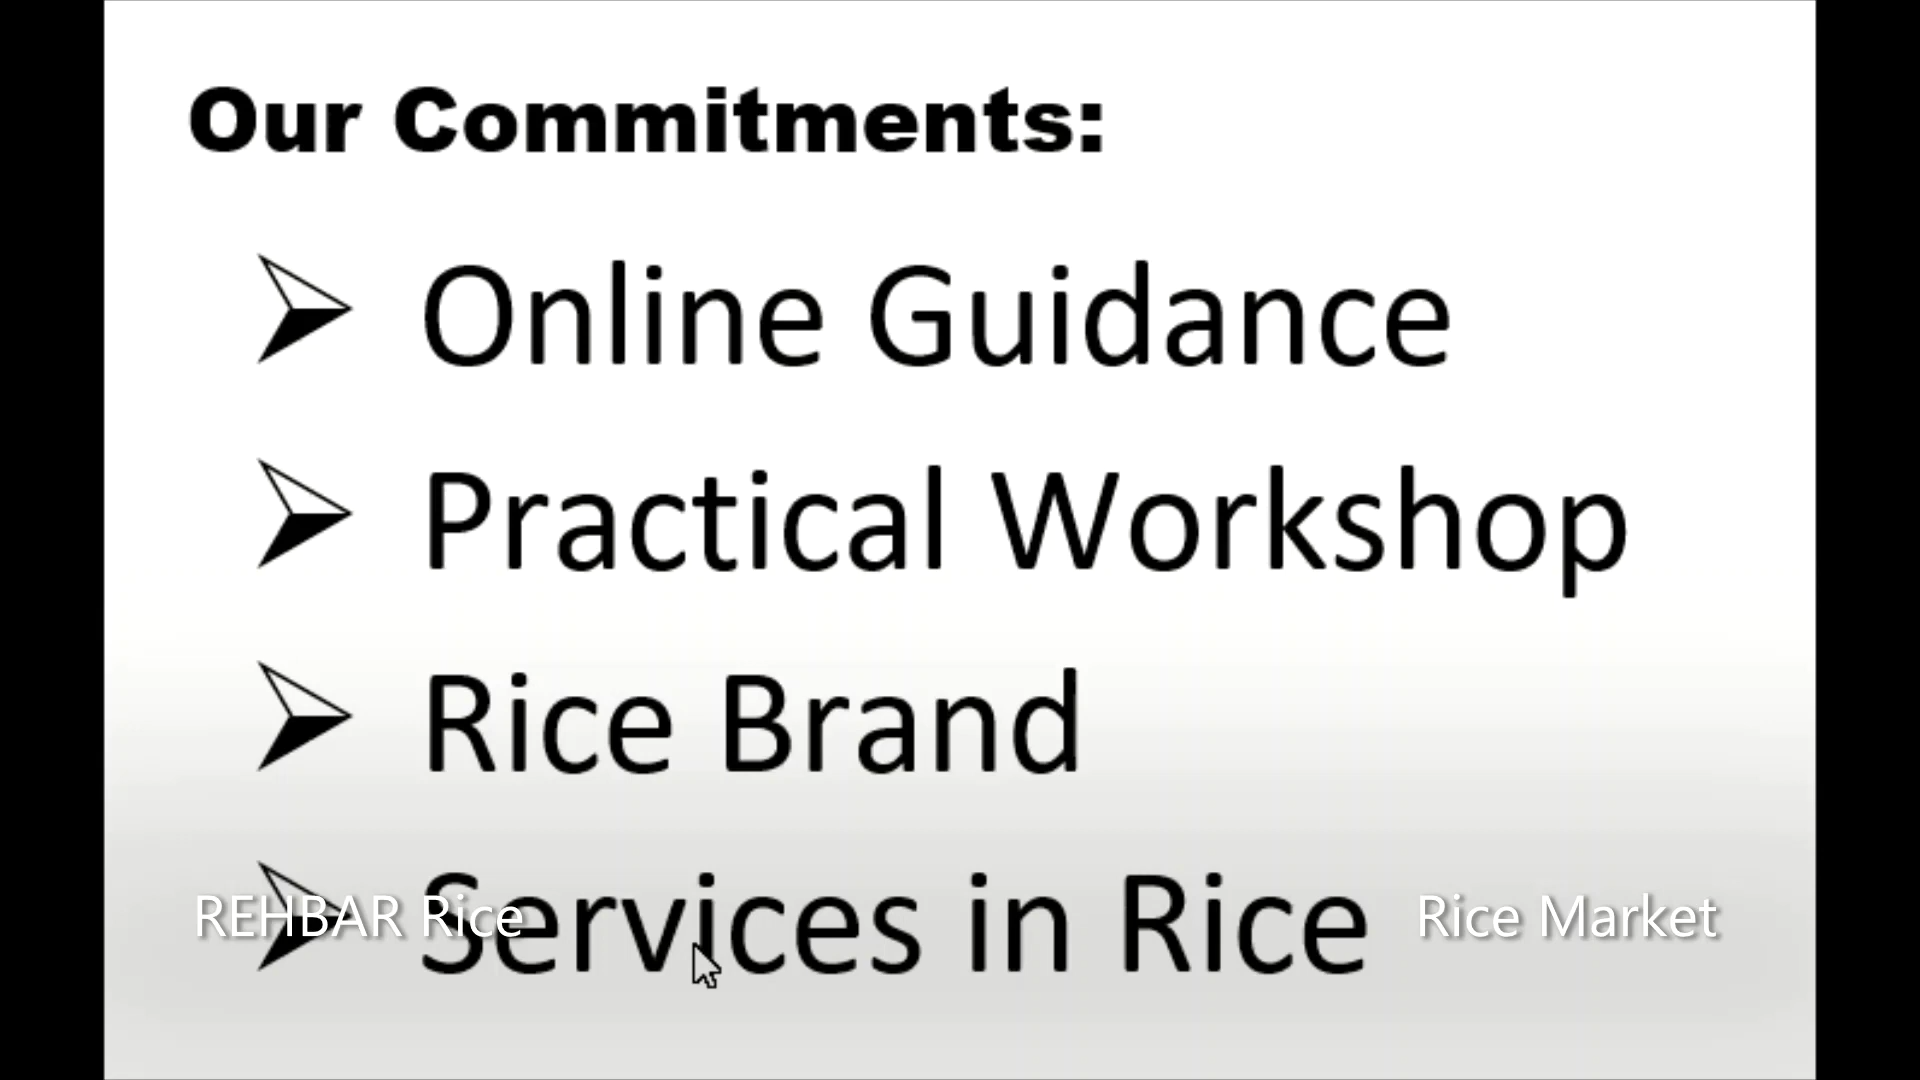 Our Commitments:
Online Guidance
Practical Workshop
Rice Brand
Services in Rice
REHBAR Rice
Rice Market